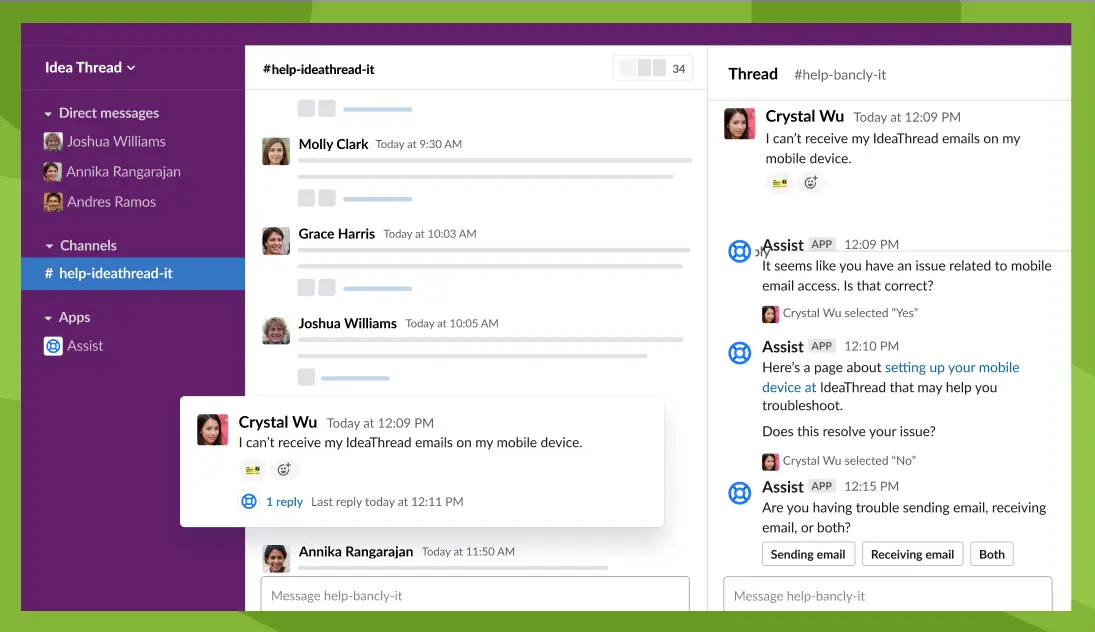 Idea Thread
Direct messages
Joshua Williams
Annika Rangarajan
Andres Ramos
Channels
# help-ideathread-it
Apps
Assist
#help-ideathread-it
34
Molly Clark Today at 9:30 AM
Grace Harris Today at 10:03 AM
Joshua Williams Today at 10:05 AM
Crystal Wu Today at 12:09 PM
I can’t receive my IdeaThread emails on my mobile device.
1 reply Last reply today at 12:11 PM
Annika Rangarajan Today at 11:50 AM
Message help-bancly-it
Thread #help-bancly-it
Crystal Wu Today at 12:09 PM
I can’t receive my IdeaThread emails on my
mobile device.
Assist APP 12:09 PM
It seems like you have an issue related to mobile
email access. Is that correct?
Crystal Wu selected “Yes”
Assist APP 12:10 PM
Here’s a page about setting up your mobile
device at IdeaThread that may help you
troubleshoot.
Does this resolve your issue?
Crystal Wu selected “No”
Assist APP 12:15 PM
Are you having trouble sending email, receiving
email, or both?
Sending email Receiving email Both
Message help-bancly-it